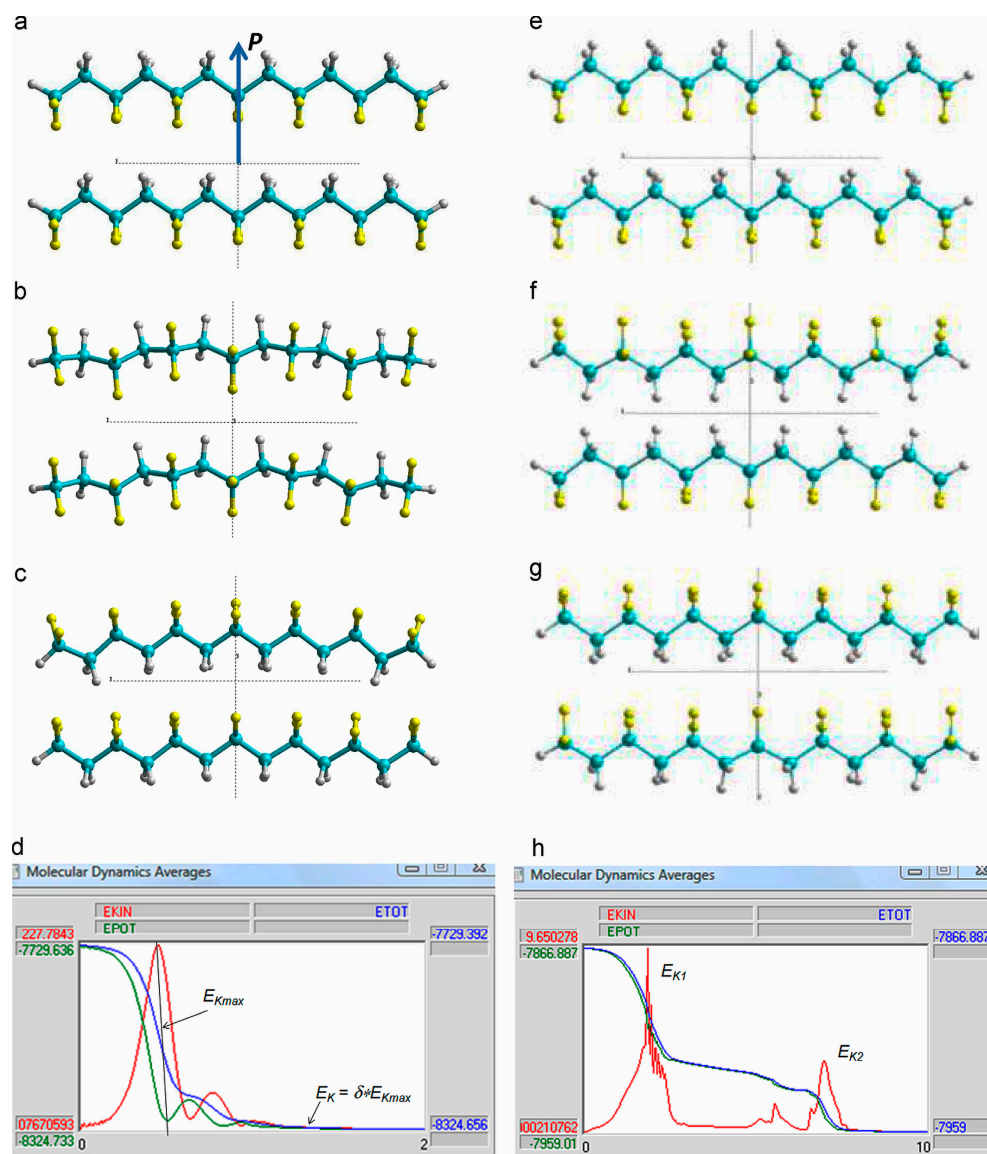 a
P
b
c
d
Molecular Dynamics Averages
EKIN
ETOT
EPOT
227.7843
-7729.636
-7729.392
EKmax
EK = δ*EKmax
07670593
-8324.733
-8324.656
0
2
e
f
g
h
Molecular Dynamics Averages
EKIN
ETOT
EPOT
9.650278
-7866.887
-7866.887
EK1
EK2
00210762
-7959.01
-7959
0
10